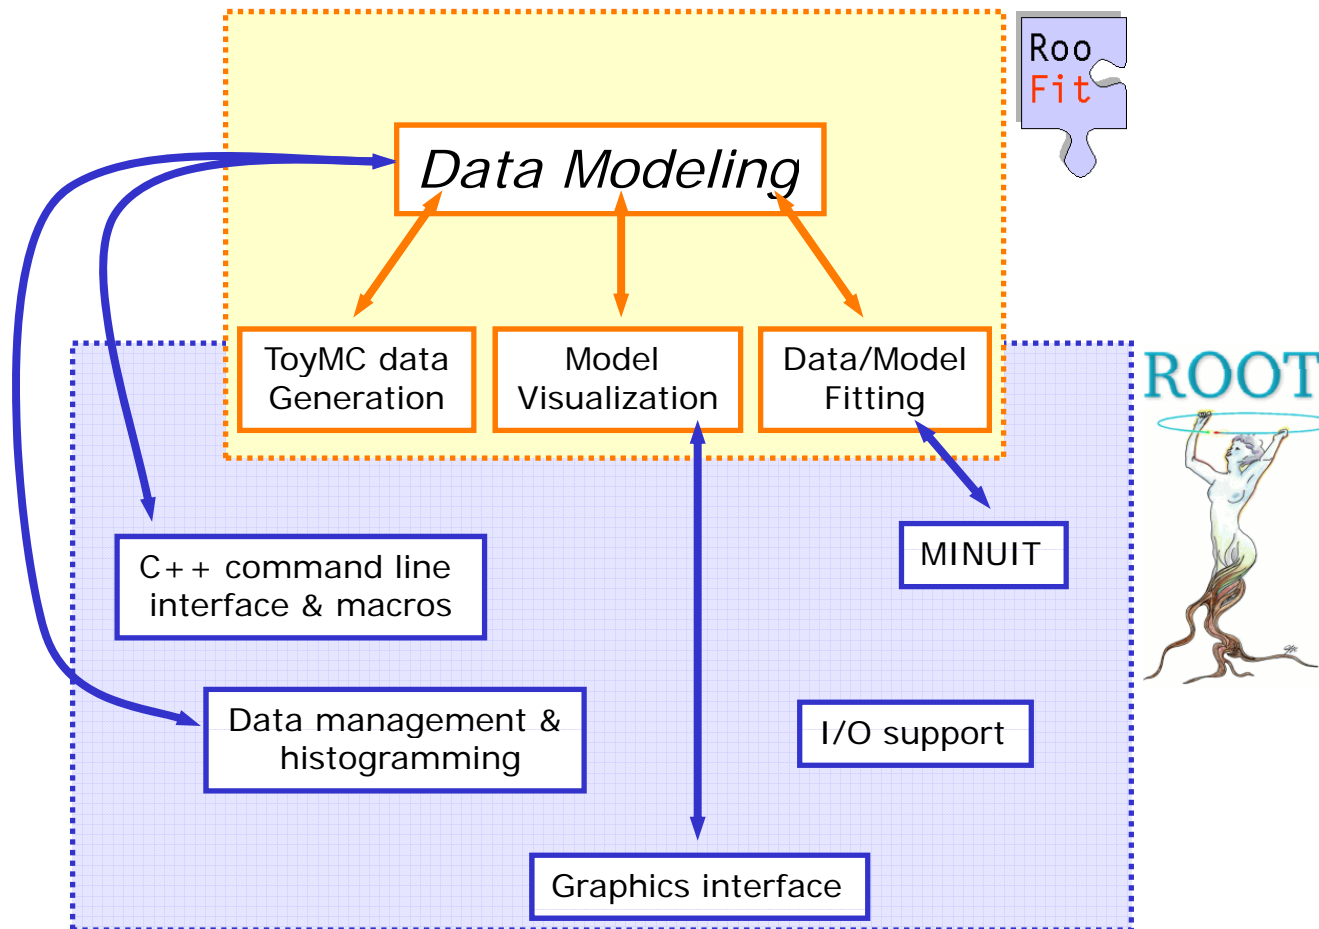 Roo
Fit
Data Modeling
ToyMC data
Generation
Model
Visualization
Data/Model
Fitting
ROOT
MINUIT
C++ command line
interface & macros
Data management &
histogramming
I/O support
Graphics interface